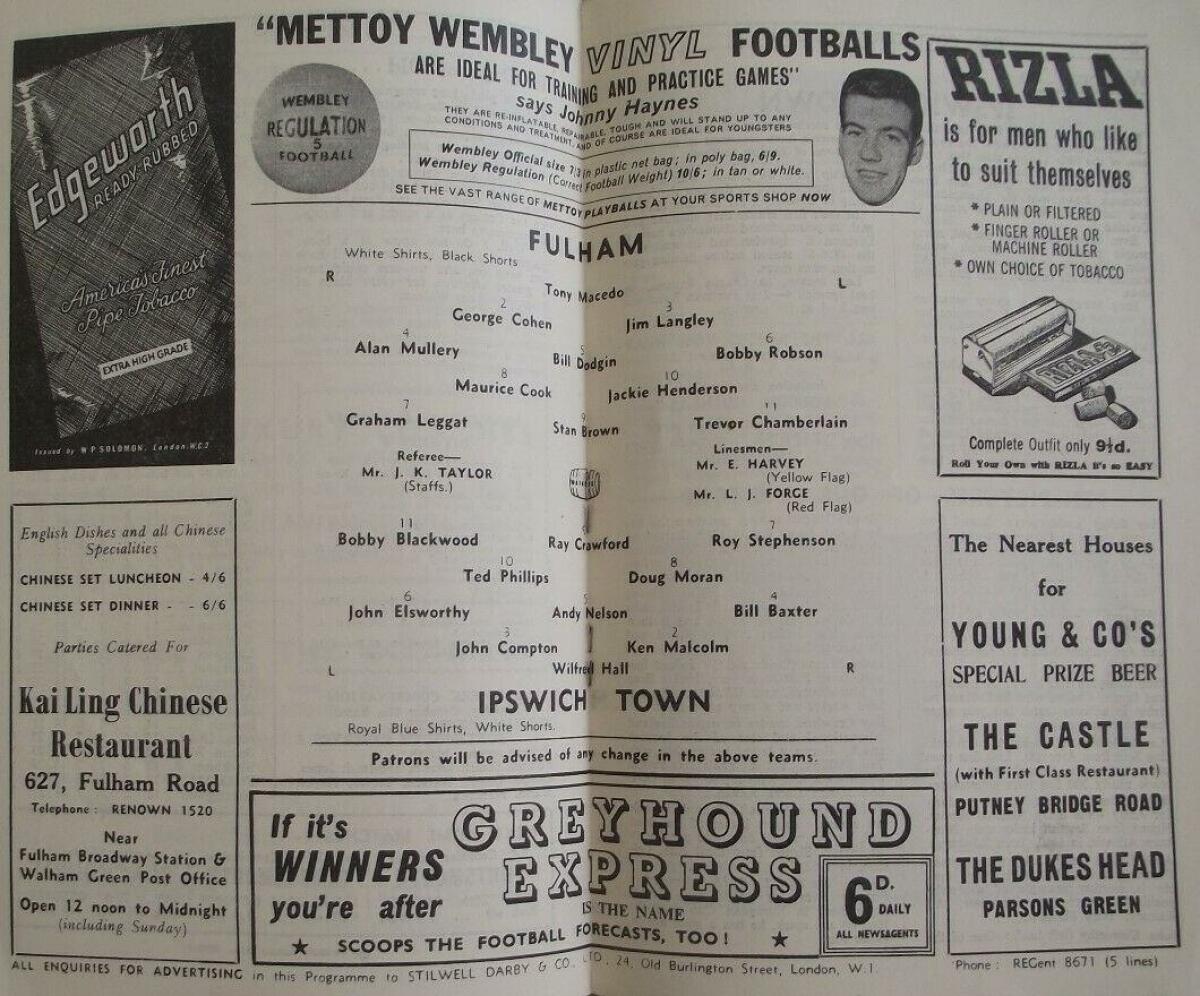 Edgeworth
READY-RUBBED
America's Finest
Pipe Tobacco
EXTRA HIGH GRADE
Issued by W P SOLOMON. London. W.C.2
"METTOY WEMBLEY VINYL FOOTBALLS
ARE IDEAL FOR TRAINING AND PRACTICE GAMES"
says Johnny Haynes
THEY ARE RE-INFLATABLE, REPAIRABLE, TOUGH AND WILL STAND UP TO ANY
CONDITIONS AND TREATMENT, AND OF COURSE ARE IDEAL FOR YOUNGSTERS
WEMBLEY
REGULATION
5
FOOTBALL
Wembley Official size 7/3 in plastic net bag; in poly bag, 6/9.
Wembley Regulation (Correct Football Weight) 10/6; in tan or white.
SEE THE VAST RANGE OF METTOY PLAYBALLS AT YOUR SPORTS SHOP NOW
RIZLA
is for men who like
to suit themselves
* PLAIN OR FILTERED
* FINGER ROLLER OR
MACHINE ROLLER
* OWN CHOICE OF TOBACCO
RIZLA
Complete Outfit only 9½d.
Roll Your Own with RIZLA It's so EASY
FULHAM
White Shirts, Black Shorts
R L
Tony Macedo
2 3
George Cohen Jim Langley
4 5 6
Alan Mullery Bill Dodgin Bobby Robson
8 10
Maurice Cook Jackie Henderson
7 9 11
Graham Leggat Stan Brown Trevor Chamberlain
Referee—
Mr. J. K. TAYLOR
(Staffs.)
Linesmen—
Mr. E. HARVEY
(Yellow Flag)
Mr. L. J. FORGE
(Red Flag)
11 9 7
Bobby Blackwood Ray Crawford Roy Stephenson
10 8
Ted Phillips Doug Moran
6 5 4
John Elsworthy Andy Nelson Bill Baxter
3 2
John Compton Ken Malcolm
L Wilfred Hall R
IPSWICH TOWN
Royal Blue Shirts, White Shorts.
Patrons will be advised of any change in the above teams.
English Dishes and all Chinese
Specialities
CHINESE SET LUNCHEON - 4/6
CHINESE SET DINNER - - 6/6
Parties Catered For
Kai Ling Chinese
Restaurant
627, Fulham Road
Telephone: RENOWN 1520
Near
Fulham Broadway Station &
Walham Green Post Office
Open 12 noon to Midnight
(including Sunday)
If it's
WINNERS
you're after
GREYHOUND
EXPRESS
IS THE NAME
★ SCOOPS THE FOOTBALL FORECASTS, TOO! ★
6D.
DAILY
ALL NEWSAGENTS
The Nearest Houses
for
YOUNG & CO'S
SPECIAL PRIZE BEER
THE CASTLE
(with First Class Restaurant)
PUTNEY BRIDGE ROAD
THE DUKES HEAD
PARSONS GREEN
ALL ENQUIRIES FOR ADVERTISING in this Programme to STILWELL DARBY & CO. LTD., 24, Old Burlington Street, London, W.1. 'Phone: REGent 8671 (5 lines)